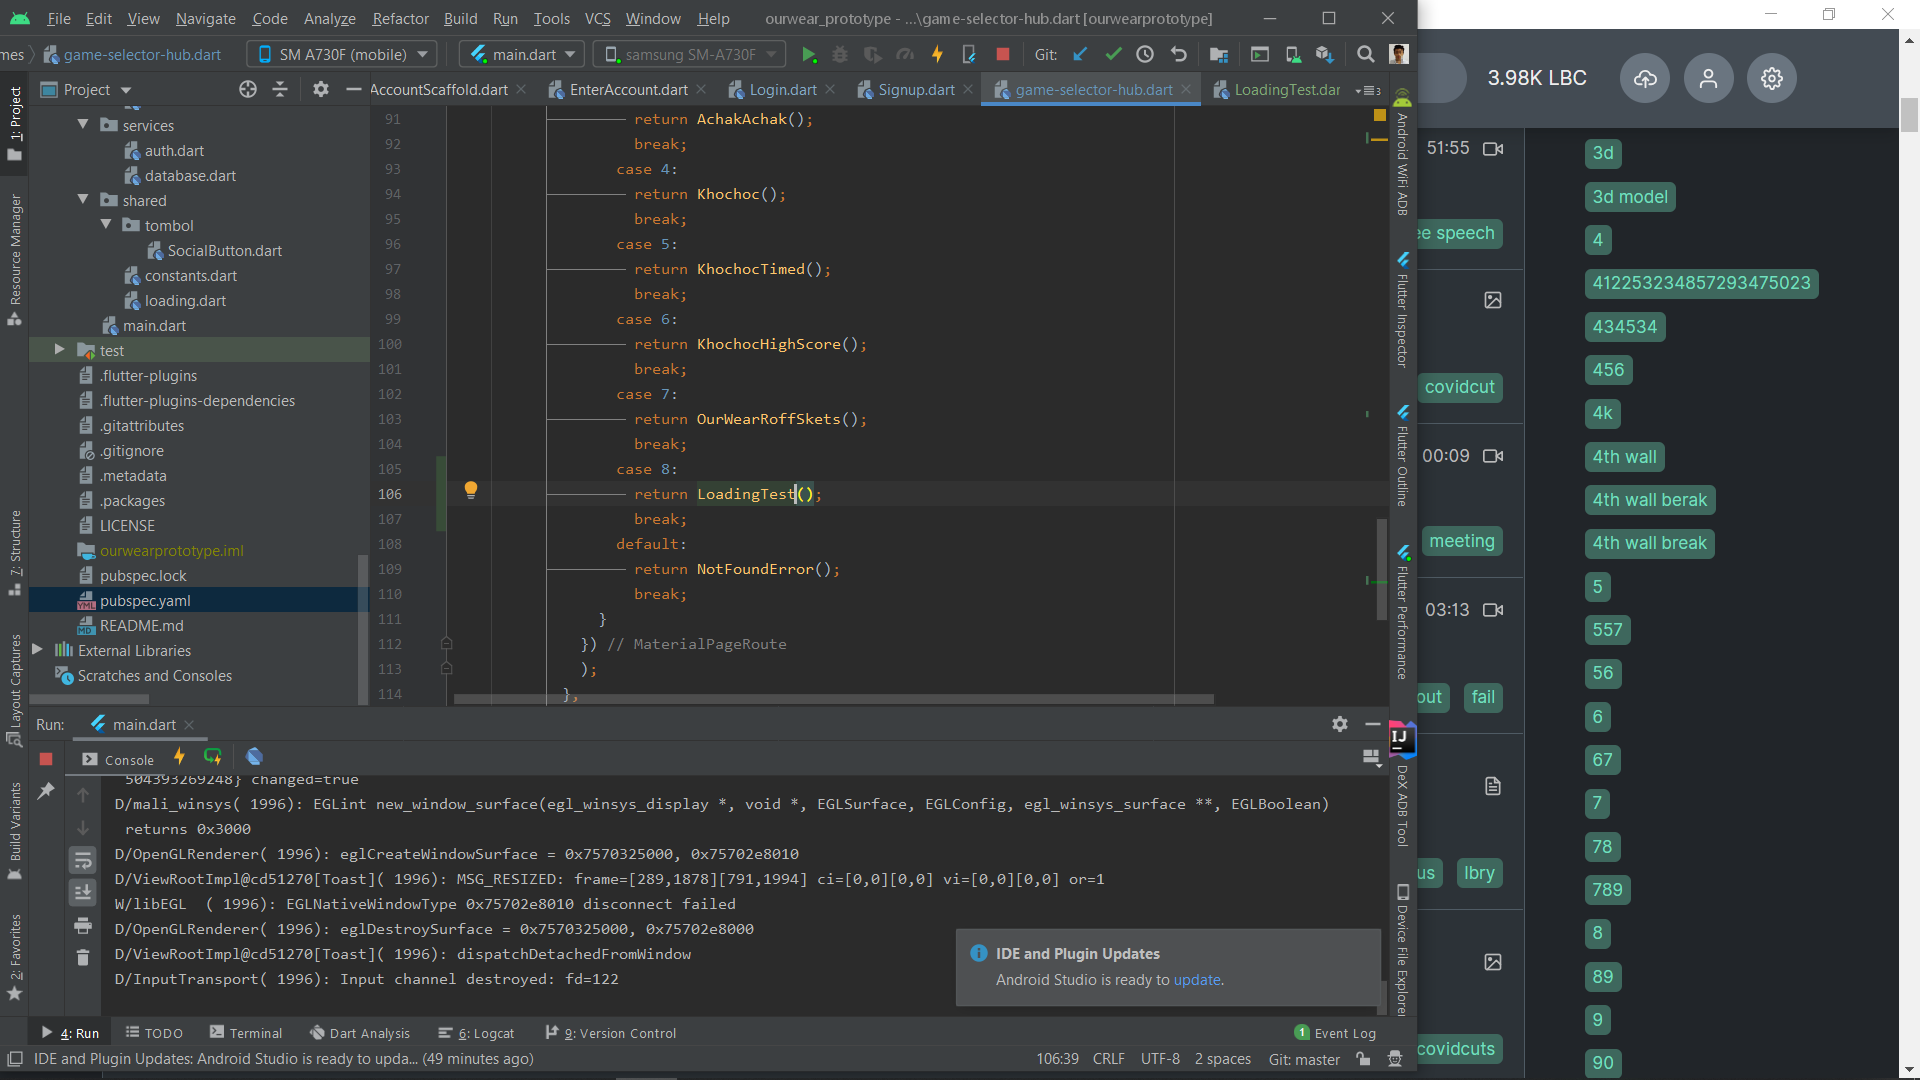 File Edit View Navigate Code Analyze Refactor Build Run Tools VCS Window Help ourwear_prototype - ...\game-selector-hub.dart [ourwearprototype]
mes game-selector-hub.dart SM A730F (mobile) main.dart samsung SM-A730F Git:
Project AccountScaffold.dart EnterAccount.dart Login.dart Signup.dart game-selector-hub.dart LoadingTest.dar
services
auth.dart
database.dart
shared
tombol
SocialButton.dart
constants.dart
loading.dart
main.dart
test
.flutter-plugins
.flutter-plugins-dependencies
.gitattributes
.gitignore
.metadata
.packages
LICENSE
ourwearprototype.iml
pubspec.lock
pubspec.yaml
README.md
External Libraries
Scratches and Consoles
91 return AchakAchak();
92 break;
93 case 4:
94 return Khochoc();
95 break;
96 case 5:
97 return KhochocTimed();
98 break;
99 case 6:
100 return KhochocHighScore();
101 break;
102 case 7:
103 return OurWearRoffSkets();
104 break;
105 case 8:
106 return LoadingTest();
107 break;
108 default:
109 return NotFoundError();
110 break;
111 }
112 }) // MaterialPageRoute
113 );
114 },
1: Project
Resource Manager
7: Structure
Layout Captures
Build Variants
2: Favorites
Android WiFi ADB
Flutter Inspector
Flutter Outline
Flutter Performance
IJ
DeX ADB Tool
Device File Explorer
Run: main.dart
Console
504393269248} changed=true
D/mali_winsys( 1996): EGLint new_window_surface(egl_winsys_display *, void *, EGLSurface, EGLConfig, egl_winsys_surface **, EGLBoolean)
returns 0x3000
D/OpenGLRenderer( 1996): eglCreateWindowSurface = 0x7570325000, 0x75702e8010
D/ViewRootImpl@cd51270[Toast]( 1996): MSG_RESIZED: frame=[289,1878][791,1994] ci=[0,0][0,0] vi=[0,0][0,0] or=1
W/libEGL ( 1996): EGLNativeWindowType 0x75702e8010 disconnect failed
D/OpenGLRenderer( 1996): eglDestroySurface = 0x7570325000, 0x75702e8000
D/ViewRootImpl@cd51270[Toast]( 1996): dispatchDetachedFromWindow
D/InputTransport( 1996): Input channel destroyed: fd=122
IDE and Plugin Updates
Android Studio is ready to update.
4: Run TODO Terminal Dart Analysis 6: Logcat 9: Version Control 1 Event Log
IDE and Plugin Updates: Android Studio is ready to upda... (49 minutes ago) 106:39 CRLF UTF-8 2 spaces Git: master
3.98K LBC
51:55
ee speech
covidcut
00:09
meeting
03:13
out fail
us lbry
covidcuts
3d
3d model
4
412253234857293475023
434534
456
4k
4th wall
4th wall berak
4th wall break
5
557
56
6
67
7
78
789
8
89
9
90